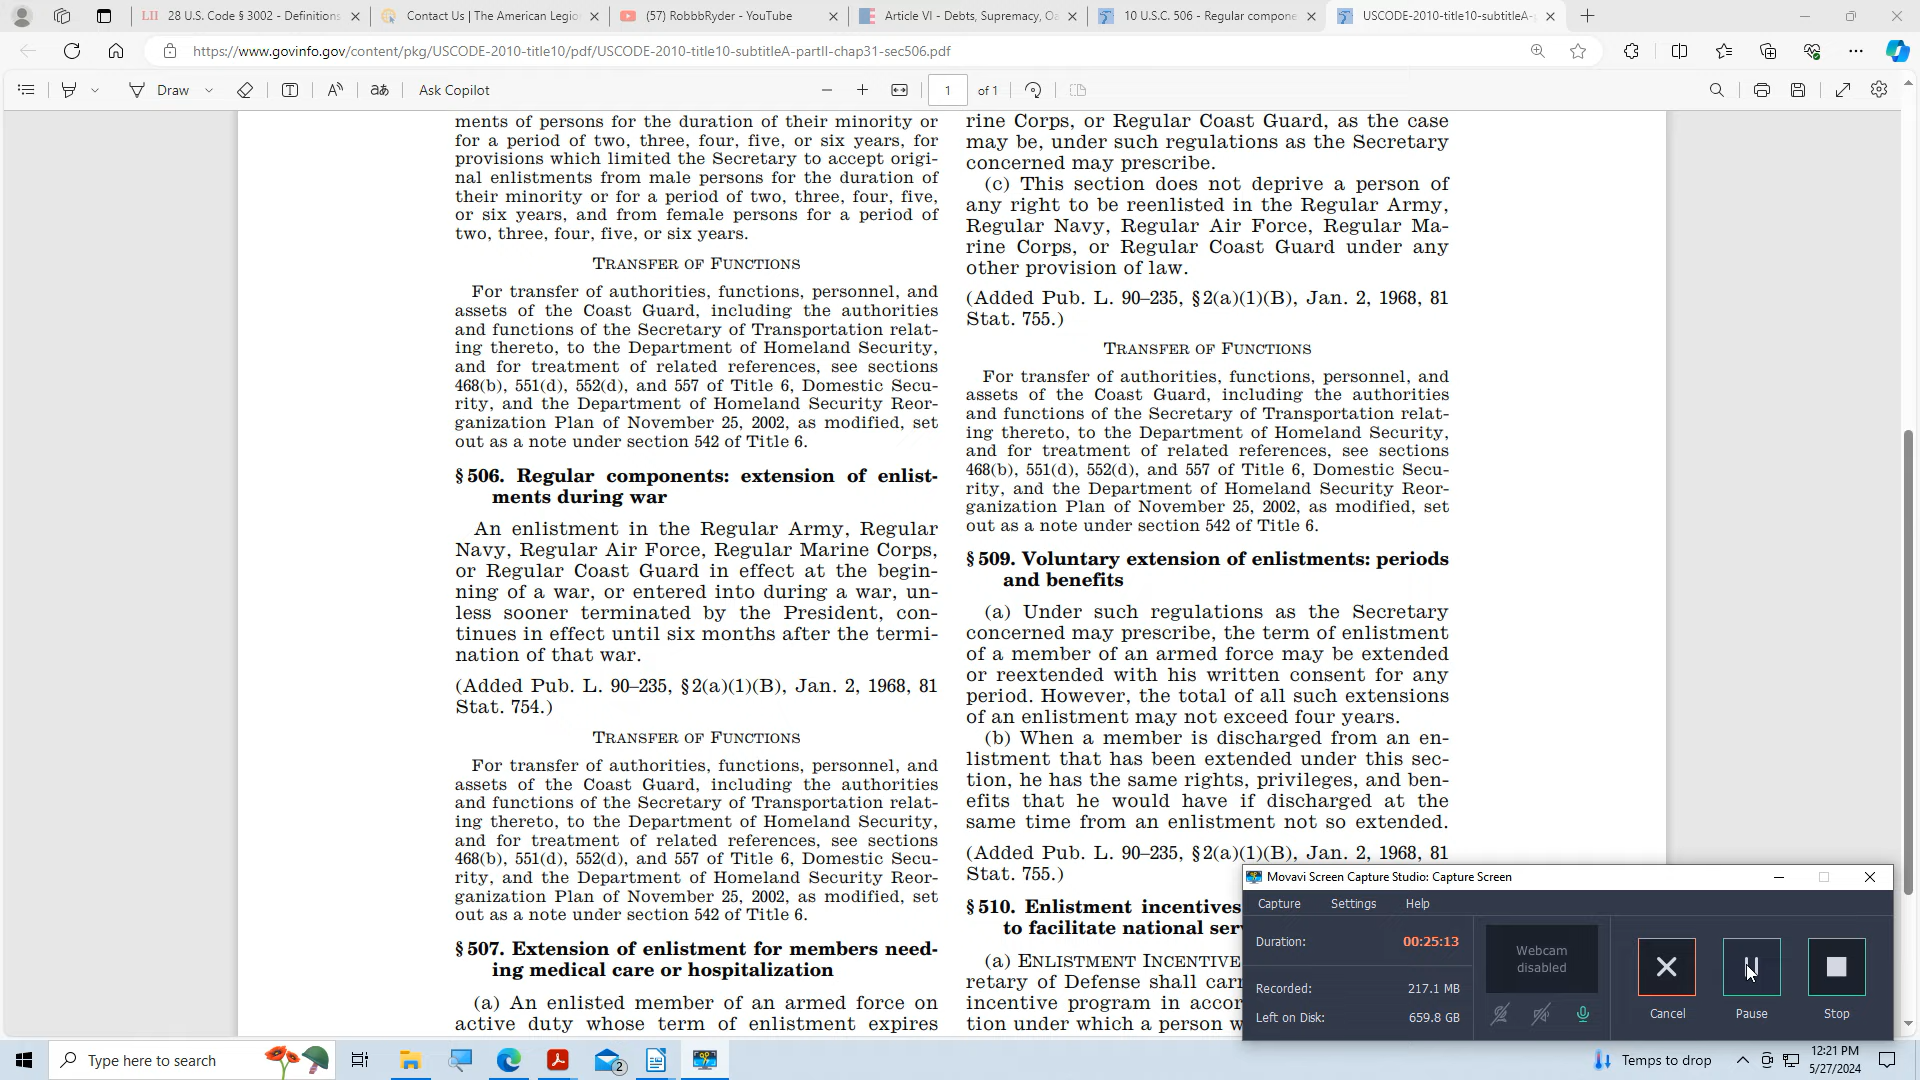 28 U.S. Code § 3002 - Definitions
Contact Us | The American Legio
(57) RobbbRyder - YouTube
Article VI - Debts, Supremacy, Oa
10 U.S.C. 506 - Regular compone
USCODE-2010-title10-subtitleA-
https://www.govinfo.gov/content/pkg/USCODE-2010-title10/pdf/USCODE-2010-title10-subtitleA-partII-chap31-sec506.pdf
Draw
Ask Copilot
1
of 1
ments of persons for the duration of their minority or
for a period of two, three, four, five, or six years, for
provisions which limited the Secretary to accept origi-
nal enlistments from male persons for the duration of
their minority or for a period of two, three, four, five,
or six years, and from female persons for a period of
two, three, four, five, or six years.
TRANSFER OF FUNCTIONS
For transfer of authorities, functions, personnel, and
assets of the Coast Guard, including the authorities
and functions of the Secretary of Transportation relat-
ing thereto, to the Department of Homeland Security,
and for treatment of related references, see sections
468(b), 551(d), 552(d), and 557 of Title 6, Domestic Secu-
rity, and the Department of Homeland Security Reor-
ganization Plan of November 25, 2002, as modified, set
out as a note under section 542 of Title 6.
§ 506. Regular components: extension of enlist-
ments during war
An enlistment in the Regular Army, Regular
Navy, Regular Air Force, Regular Marine Corps,
or Regular Coast Guard in effect at the begin-
ning of a war, or entered into during a war, un-
less sooner terminated by the President, con-
tinues in effect until six months after the termi-
nation of that war.
(Added Pub. L. 90–235, § 2(a)(1)(B), Jan. 2, 1968, 81
Stat. 754.)
TRANSFER OF FUNCTIONS
For transfer of authorities, functions, personnel, and
assets of the Coast Guard, including the authorities
and functions of the Secretary of Transportation relat-
ing thereto, to the Department of Homeland Security,
and for treatment of related references, see sections
468(b), 551(d), 552(d), and 557 of Title 6, Domestic Secu-
rity, and the Department of Homeland Security Reor-
ganization Plan of November 25, 2002, as modified, set
out as a note under section 542 of Title 6.
§ 507. Extension of enlistment for members need-
ing medical care or hospitalization
(a) An enlisted member of an armed force on
active duty whose term of enlistment expires
rine Corps, or Regular Coast Guard, as the case
may be, under such regulations as the Secretary
concerned may prescribe.
(c) This section does not deprive a person of
any right to be reenlisted in the Regular Army,
Regular Navy, Regular Air Force, Regular Ma-
rine Corps, or Regular Coast Guard under any
other provision of law.
(Added Pub. L. 90–235, § 2(a)(1)(B), Jan. 2, 1968, 81
Stat. 755.)
TRANSFER OF FUNCTIONS
For transfer of authorities, functions, personnel, and
assets of the Coast Guard, including the authorities
and functions of the Secretary of Transportation relat-
ing thereto, to the Department of Homeland Security,
and for treatment of related references, see sections
468(b), 551(d), 552(d), and 557 of Title 6, Domestic Secu-
rity, and the Department of Homeland Security Reor-
ganization Plan of November 25, 2002, as modified, set
out as a note under section 542 of Title 6.
§ 509. Voluntary extension of enlistments: periods
and benefits
(a) Under such regulations as the Secretary
concerned may prescribe, the term of enlistment
of a member of an armed force may be extended
or reextended with his written consent for any
period. However, the total of all such extensions
of an enlistment may not exceed four years.
(b) When a member is discharged from an en-
listment that has been extended under this sec-
tion, he has the same rights, privileges, and ben-
efits that he would have if discharged at the
same time from an enlistment not so extended.
(Added Pub. L. 90–235, § 2(a)(1)(B), Jan. 2, 1968, 81
Stat. 755.)
§ 510. Enlistment incentives
to facilitate national ser
(a) ENLISTMENT INCENTIVE
retary of Defense shall carr
incentive program in accor
tion under which a person w
Movavi Screen Capture Studio: Capture Screen
Capture
Settings
Help
Duration:
00:25:13
Recorded:
217.1 MB
Left on Disk:
659.8 GB
Webcam
disabled
Cancel
Pause
Stop
Type here to search
2
Temps to drop
12:21 PM
5/27/2024